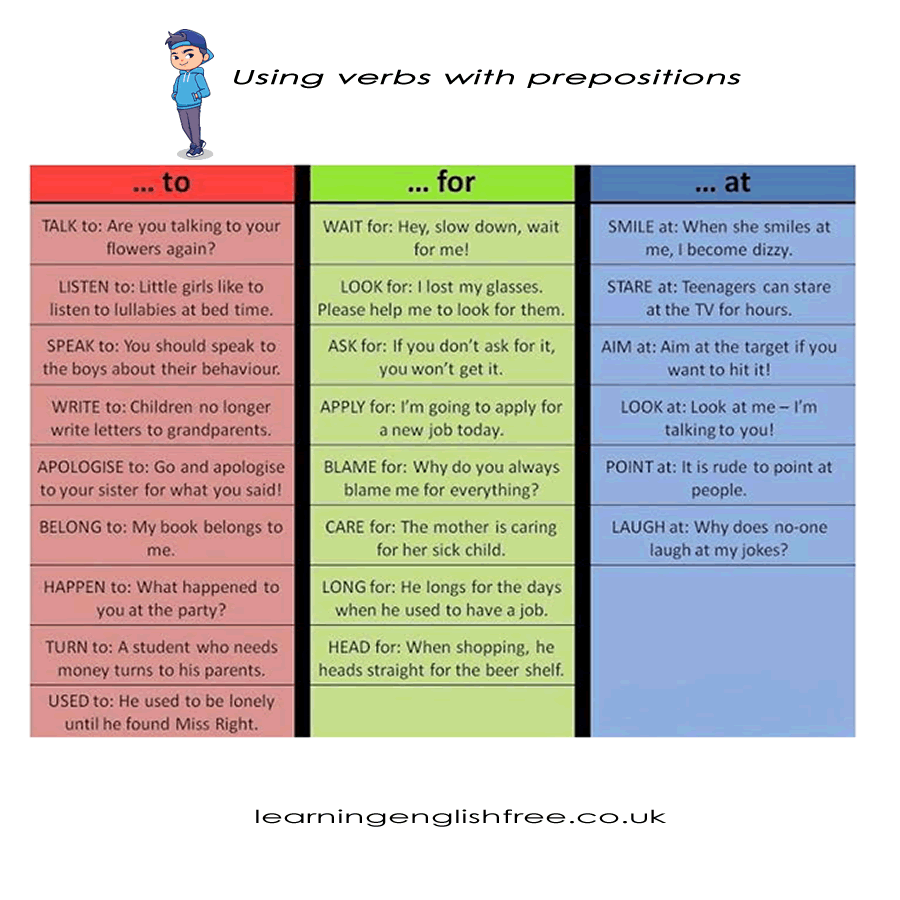 Using verbs with prepositions
... to
TALK to: Are you talking to your
flowers again?
LISTEN to: Little girls like to
listen to lullabies at bed time.
SPEAK to: You should speak to
the boys about their behaviour.
WRITE to: Children no longer
write letters to grandparents.
APOLOGISE to: Go and apologise
to your sister for what you said!
BELONG to: My book belongs to
me.
HAPPEN to: What happened to
you at the party?
TURN to: A student who needs
money turns to his parents.
USED to: He used to be lonely
until he found Miss Right.
... for
WAIT for: Hey, slow down, wait
for me!
LOOK for: I lost my glasses.
Please help me to look for them.
ASK for: If you don’t ask for it,
you won’t get it.
APPLY for: I’m going to apply for
a new job today.
BLAME for: Why do you always
blame me for everything?
CARE for: The mother is caring
for her sick child.
LONG for: He longs for the days
when he used to have a job.
HEAD for: When shopping, he
heads straight for the beer shelf.
... at
SMILE at: When she smiles at
me, I become dizzy.
STARE at: Teenagers can stare
at the TV for hours.
AIM at: Aim at the target if you
want to hit it!
LOOK at: Look at me – I’m
talking to you!
POINT at: It is rude to point at
people.
LAUGH at: Why does no-one
laugh at my jokes?
learningenglishfree.co.uk